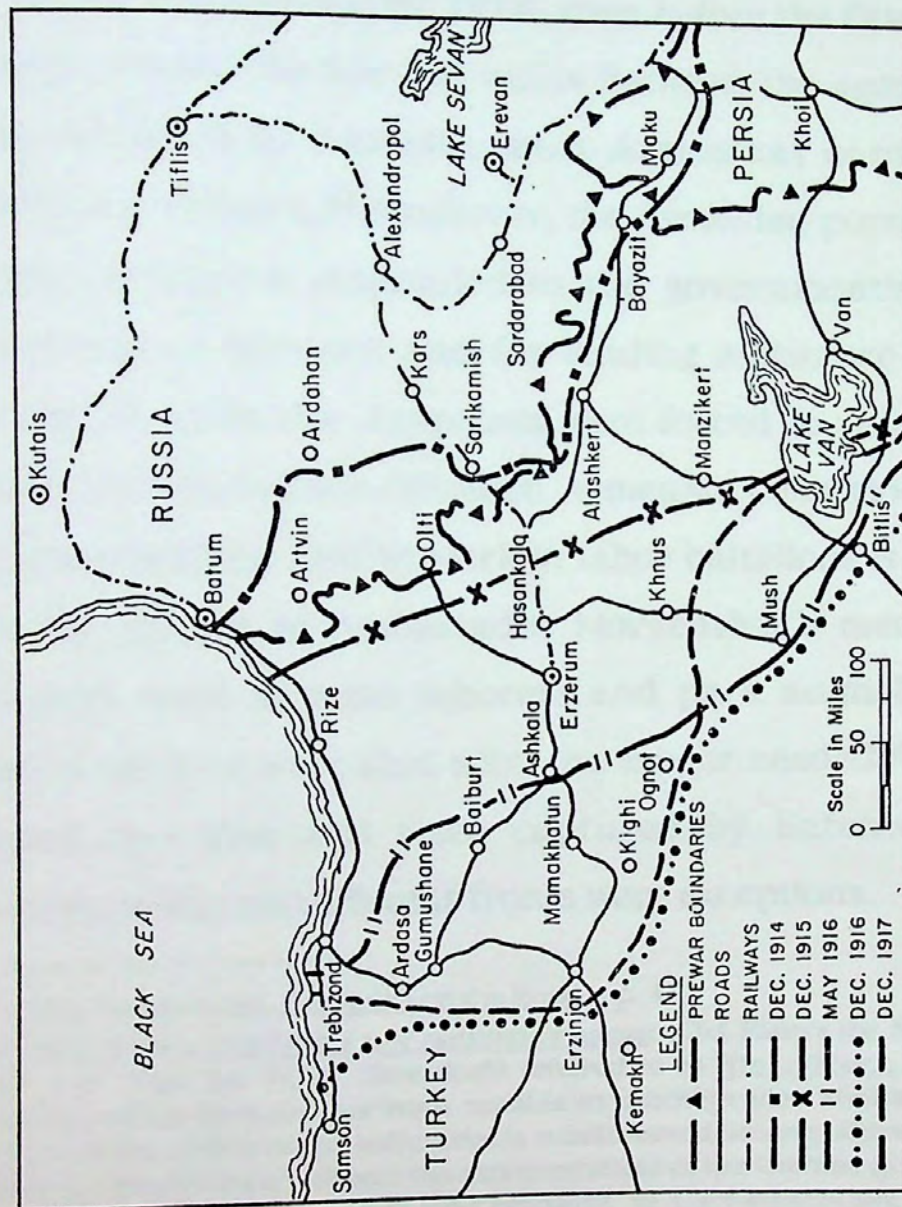 BLACK SEA
Kutais
RUSSIA
Batum
Tiflis
Ardahan
Artvin
Alexandropol
LAKE SEVAN
Kars
Erevan
Rize
Olti
Sarikamish
Sardarabad
Trebizond
Samson
Ardasa
Gumushane
Baiburt
Hasankala
Maku
TURKEY
Ashkala
Erzerum
Alashkert
Bayazit
PERSIA
Mamakhatun
Erzinjan
Kighi
Ognot
Khnus
Manzikert
Khoi
Kemakh
Mush
LAKE
VAN
Van
Bitlis
LEGEND
PREWAR BOUNDARIES
ROADS
RAILWAYS
DEC. 1914
DEC. 1915
MAY 1916
DEC. 1916
DEC. 1917
0 50 100
Scale in Miles